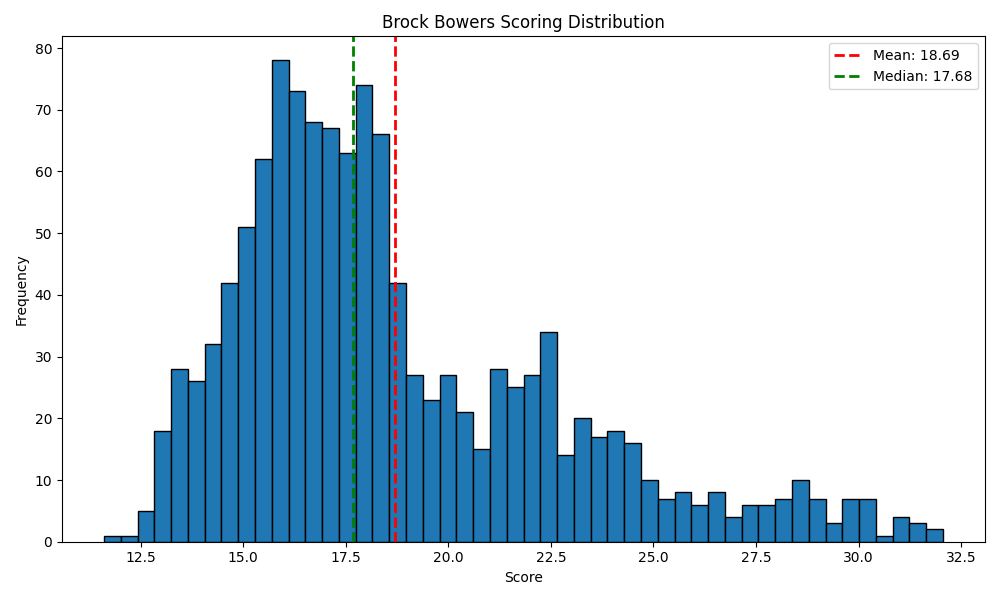 Brock Bowers Scoring Distribution
Mean: 18.69
Median: 17.68
Frequency
80
70
60
50
40
30
20
10
0
12.5 15.0 17.5 20.0 22.5 25.0 27.5 30.0 32.5
Score